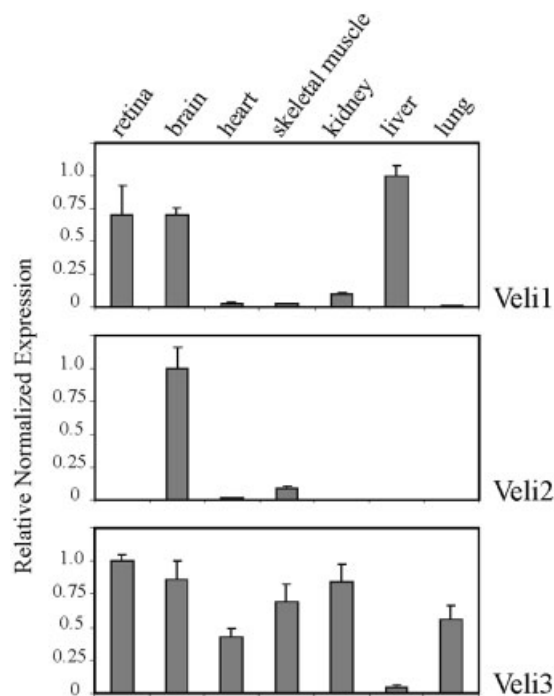 retina
brain
heart
skeletal muscle
kidney
liver
lung
Relative Normalized Expression
1.0
0.75
0.5
0.25
0
Veli1
1.0
0.75
0.5
0.25
0
Veli2
1.0
0.75
0.5
0.25
0
Veli3